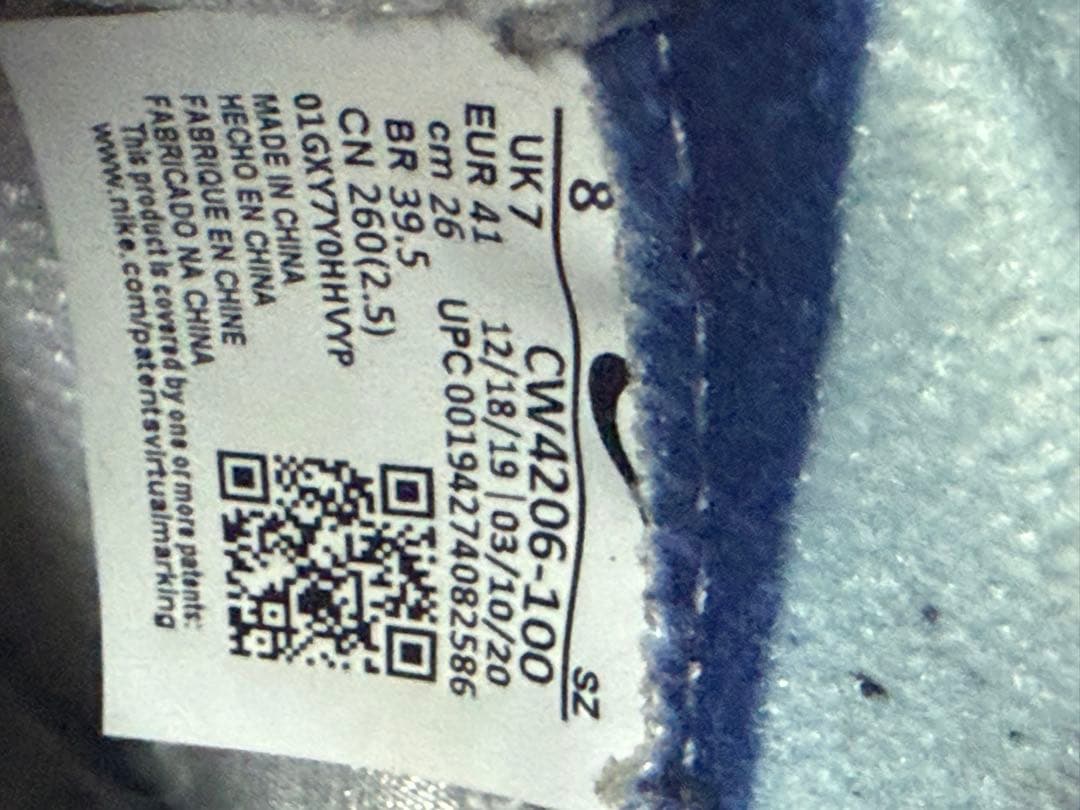 8 SZ
UK 7
EUR 41
cm 26
BR 39.5
CN 260(2.5)
01GXY7Y0HHVYP
MADE IN CHINA
HECHO EN CHINA
FABRIQUE EN CHINE
FABRICADO NA CHINA
This product is covered by one or more patents:
www.nike.com/patentsvirtualmarking
CW4206-100
12/18/19 | 03/10/20
UPC 00194274082586